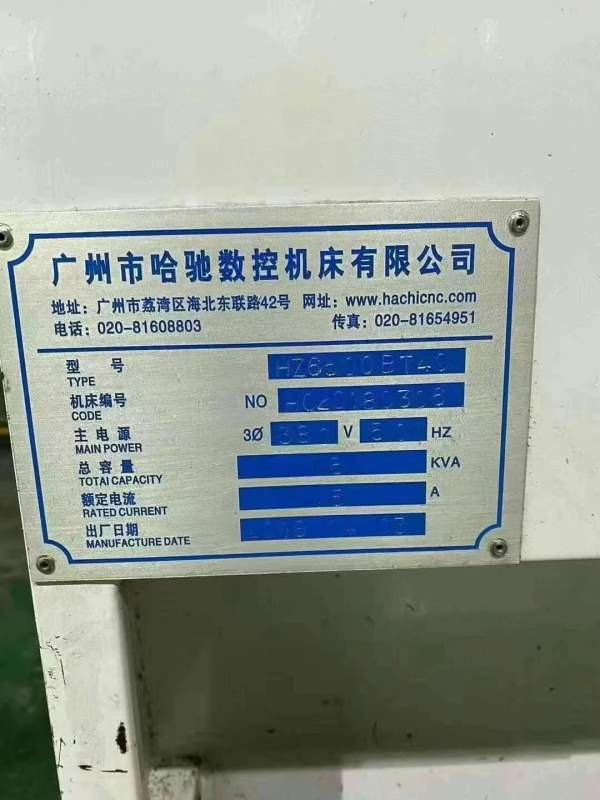 广州市哈驰数控机床有限公司
地址：广州市荔湾区海北东联路42号 网址：www.hachicnc.com
电话：020-81608803 传真：020-81654951
型 号
TYPE
机床编号 NO
CODE
主电源 3Ø 380 V 50 HZ
MAIN POWER
总容量 KVA
TOTAI CAPACITY
额定电流 A
RATED CURRENT
出厂日期
MANUFACTURE DATE